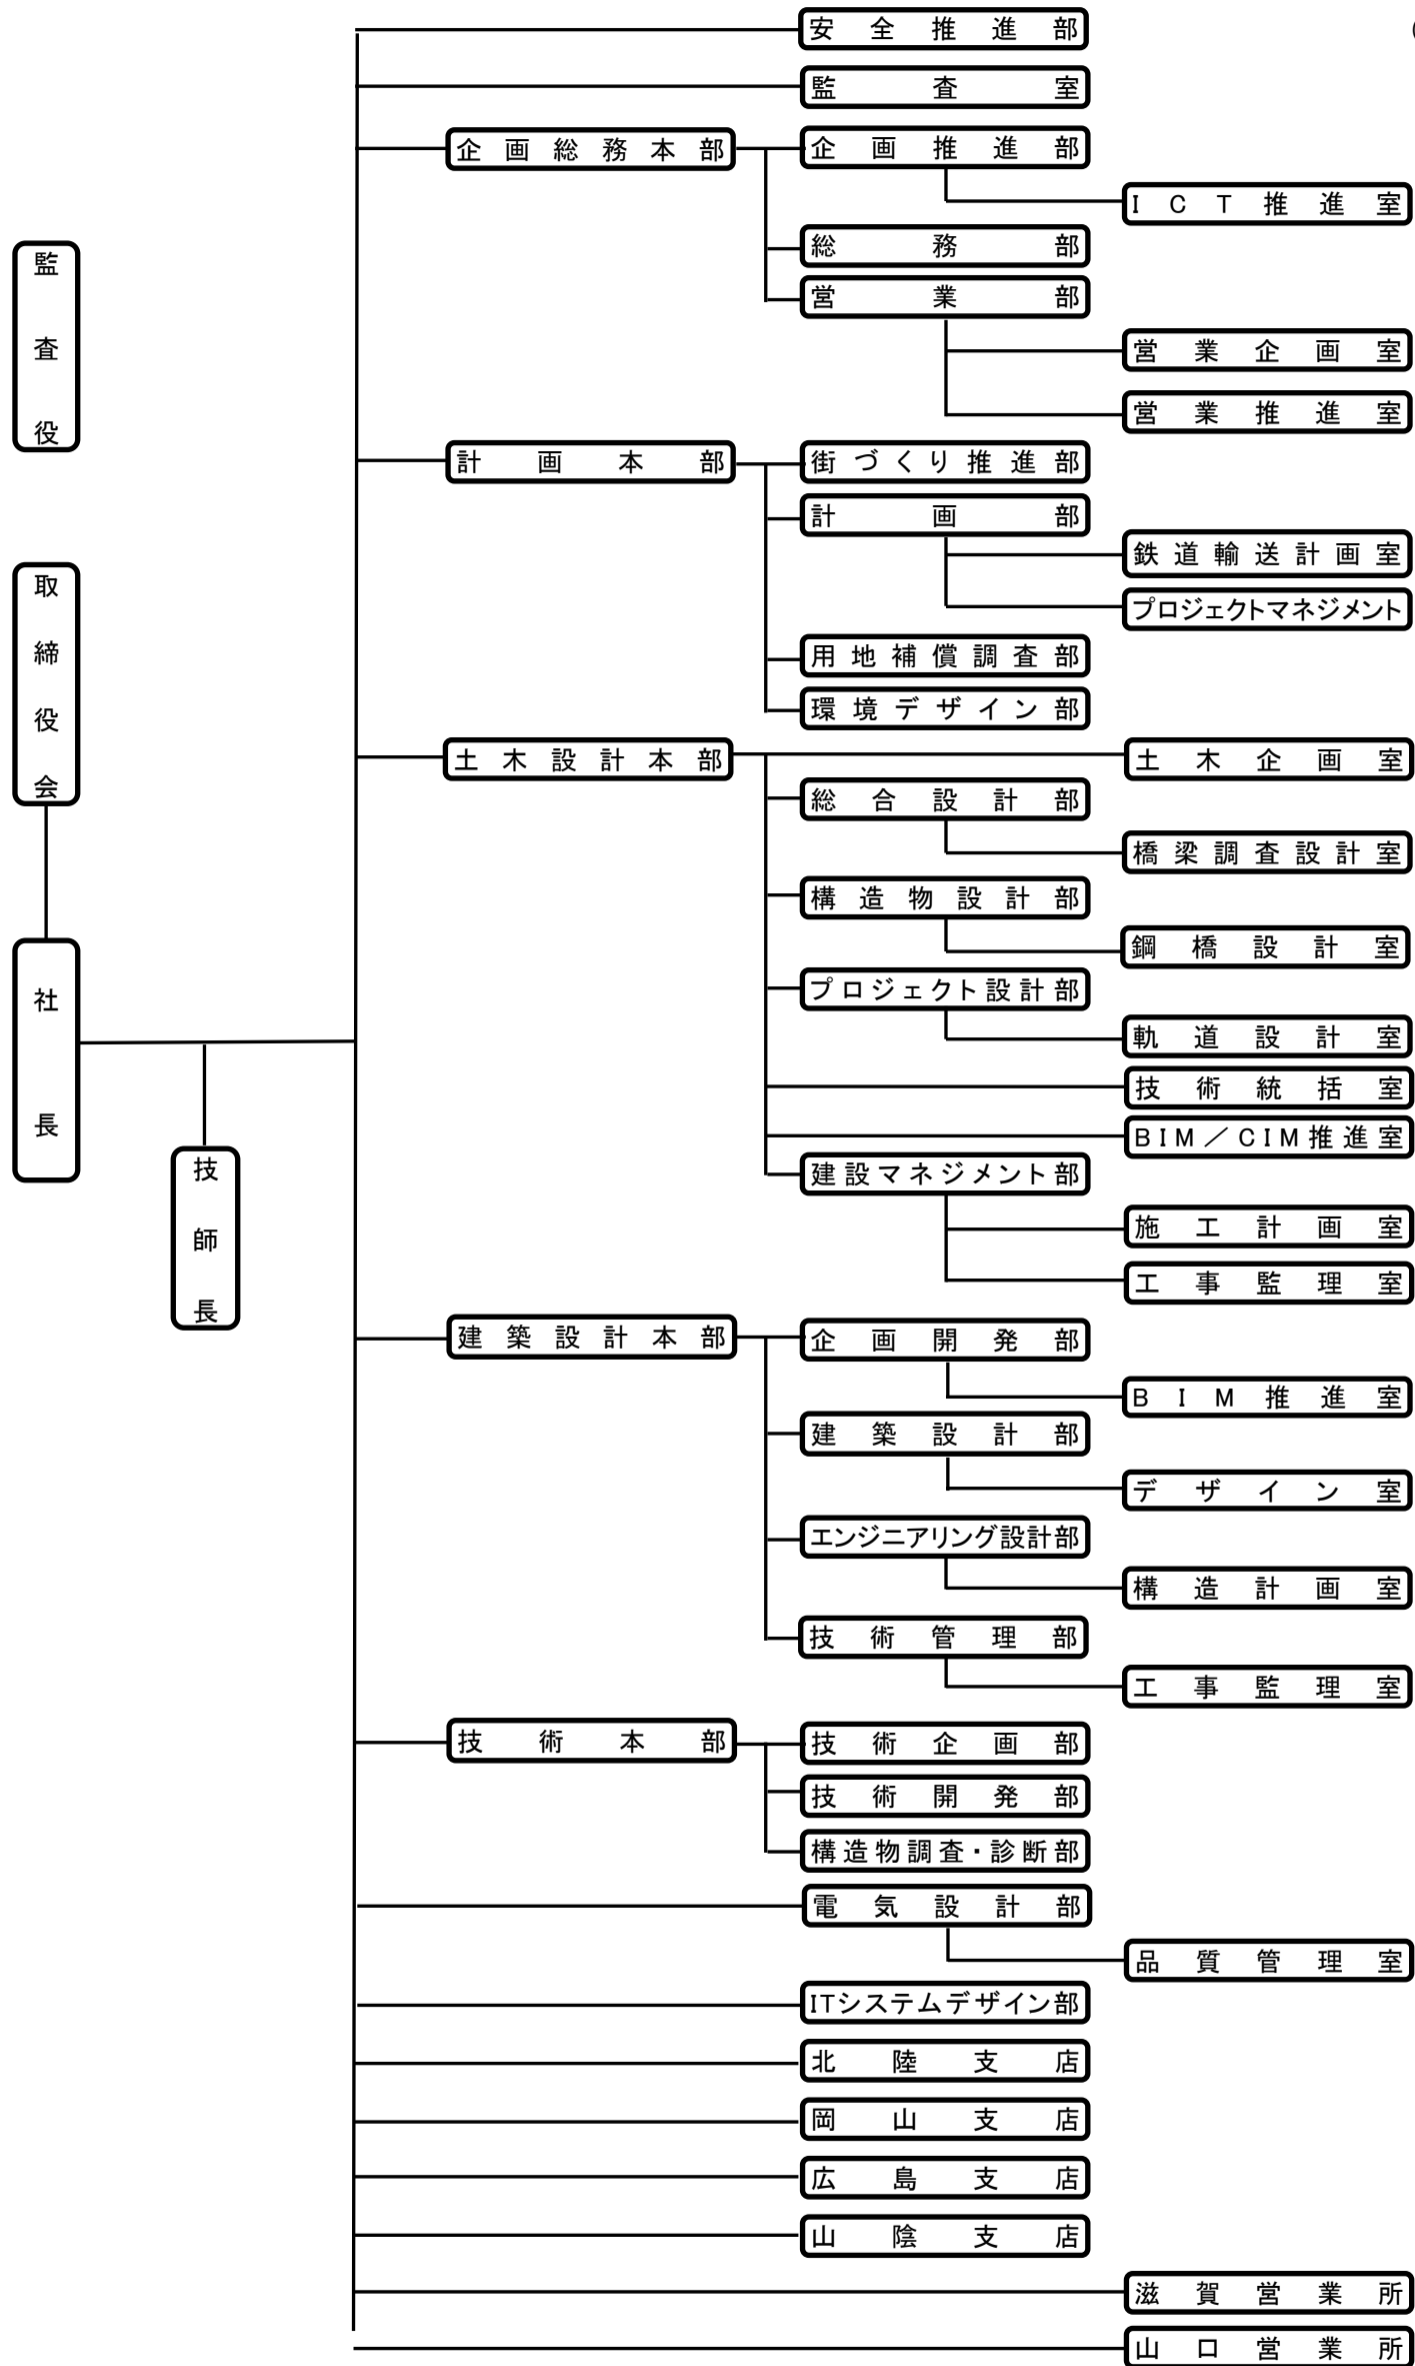 安全推進部
監査室
企画総務本部
企画推進部
ICT推進室
総務部
営業部
営業企画室
営業推進室
監査役
計画本部
街づくり推進部
計画部
鉄道輸送計画室
プロジェクトマネジメント
用地補償調査部
環境デザイン部
取締役会
土木設計本部
土木企画室
総合設計部
橋梁調査設計室
構造物設計部
鋼橋設計室
プロジェクト設計部
軌道設計室
技術統括室
BIM/CIM推進室
建設マネジメント部
施工計画室
工事監理室
社長
技師長
建築設計本部
企画開発部
BIM推進室
建築設計部
デザイン室
エンジニアリング設計部
構造計画室
技術管理部
工事監理室
技術本部
技術企画部
技術開発部
構造物調査・診断部
電気設計部
品質管理室
ITシステムデザイン部
北陸支店
岡山支店
広島支店
山陰支店
滋賀営業所
山口営業所